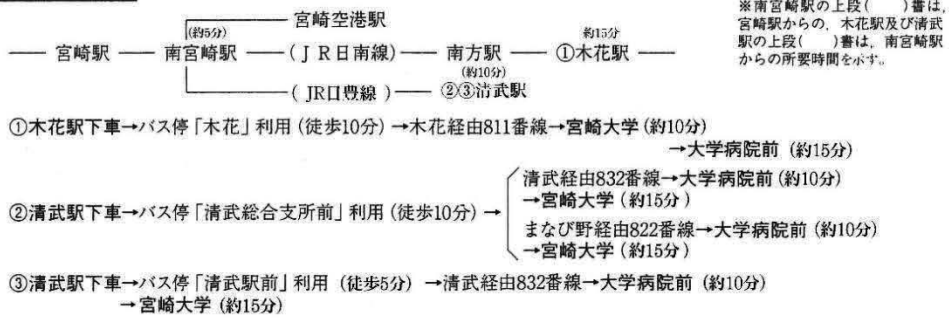 宮崎空港駅
(約5分)
約15分
宮崎駅 南宮崎駅 (JR日南線) 南方駅 ①木花駅
(約10分)
(JR日豊線) ②③清武駅
※南宮崎駅の上段( )書は,
宮崎駅からの,木花駅及び清武
駅の上段( )書は,南宮崎駅
からの所要時間を示す。
①木花駅下車→バス停「木花」利用(徒歩10分)→木花経由811番線→宮崎大学(約10分)
→大学病院前(約15分)
②清武駅下車→バス停「清武総合支所前」利用(徒歩10分)→
清武経由832番線→大学病院前(約10分)
→宮崎大学(約15分)
まなび野経由822番線→大学病院前(約10分)
→宮崎大学(約15分)
③清武駅下車→バス停「清武駅前」利用(徒歩5分)→清武経由832番線→大学病院前(約10分)
→宮崎大学(約15分)